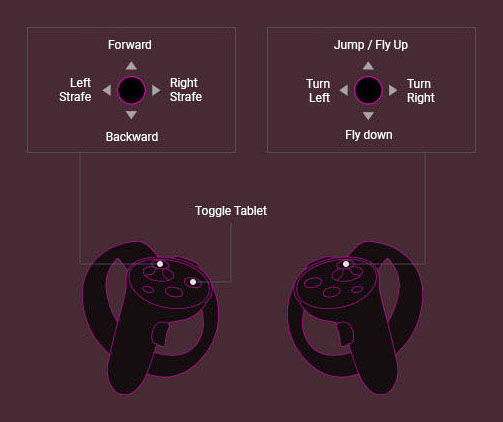 Forward
Left
Strafe
Right
Strafe
Backward
Jump / Fly Up
Turn
Left
Turn
Right
Fly down
Toggle Tablet